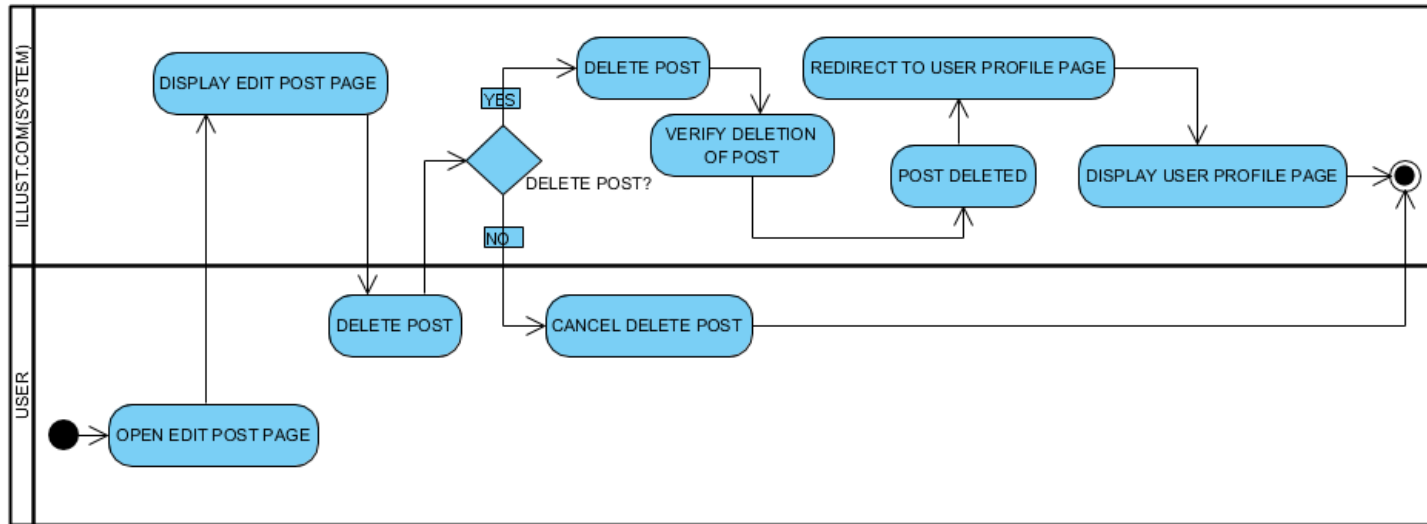 ILLUST.COM(SYSTEM)
DISPLAY EDIT POST PAGE
YES
DELETE POST?
NO
DELETE POST
VERIFY DELETION
OF POST
REDIRECT TO USER PROFILE PAGE
POST DELETED
DISPLAY USER PROFILE PAGE
USER
OPEN EDIT POST PAGE
DELETE POST
CANCEL DELETE POST